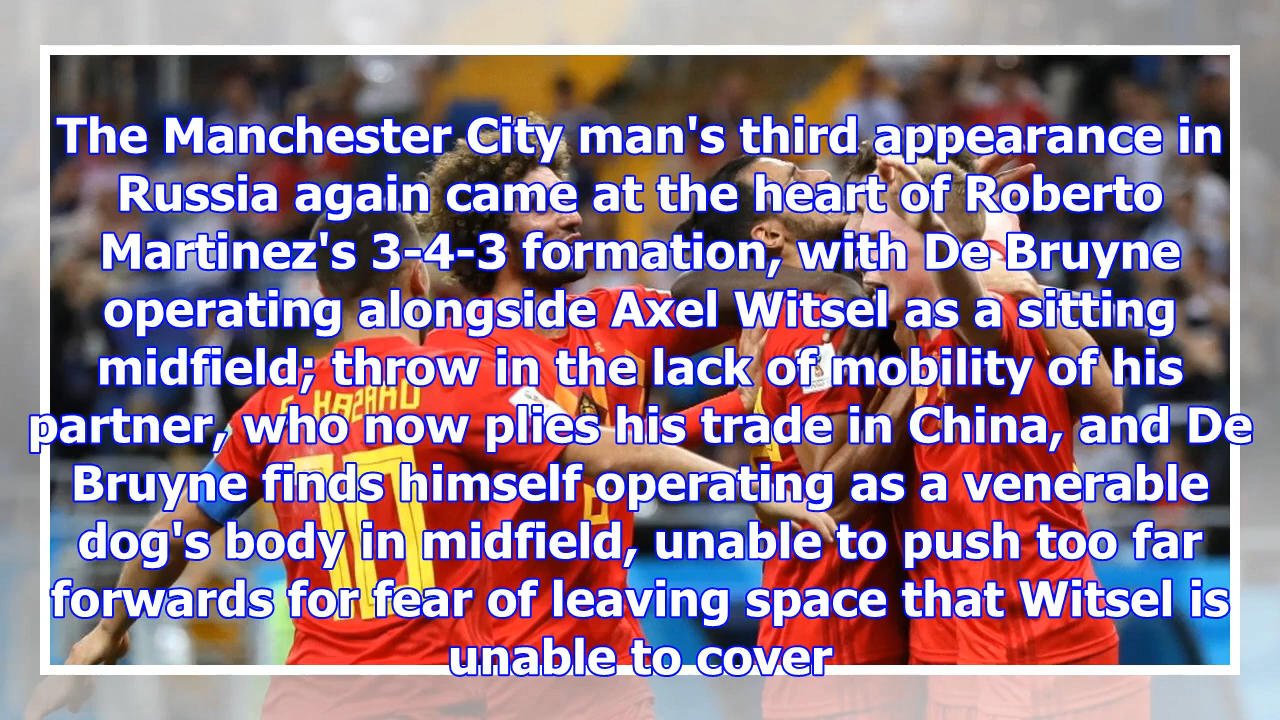 The Manchester City man's third appearance in
Russia again came at the heart of Roberto
Martinez's 3-4-3 formation, with De Bruyne
operating alongside Axel Witsel as a sitting
midfield; throw in the lack of mobility of his
partner, who now plies his trade in China, and De
Bruyne finds himself operating as a venerable
dog's body in midfield, unable to push too far
forwards for fear of leaving space that Witsel is
unable to cover
E. HAZARD
10